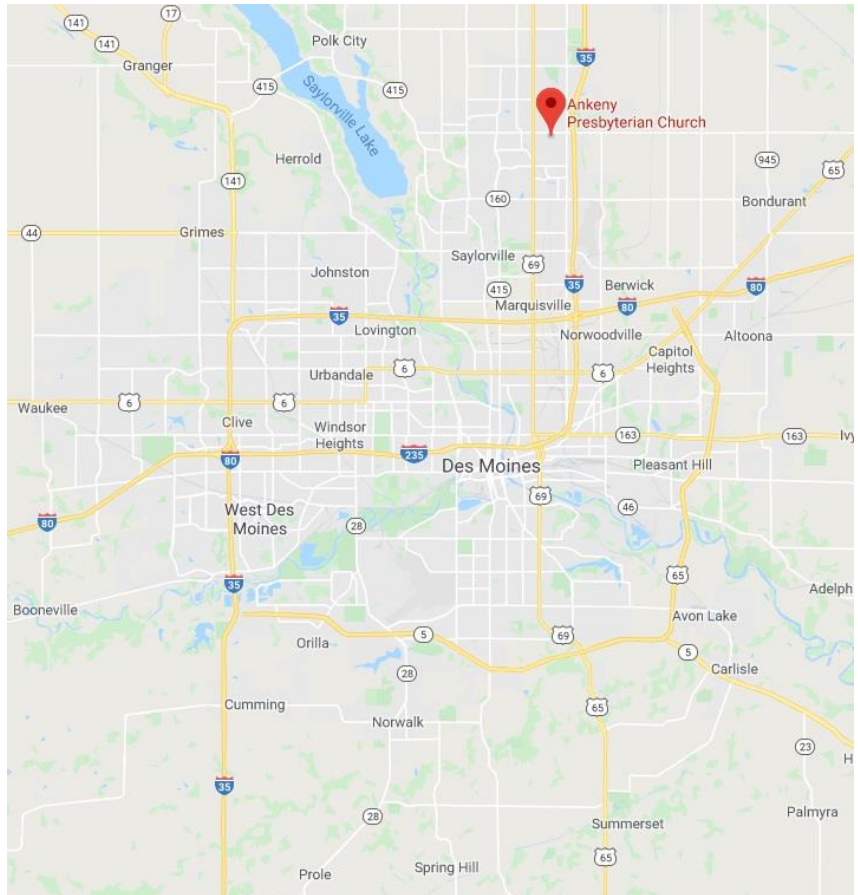 141
17
Polk City
35
Granger
415
415
Saylorville Lake
Ankeny
Presbyterian Church
Herrold
945
65
141
160
Bondurant
44
Grimes
Saylorville
69
Johnston
415
35
Berwick
80
Marquisville
80
35
Lovington
Norwoodville
Altoona
Capitol
Heights
6
Urbandale
6
Waukee
6
6
Clive
Windsor
Heights
163
163
Ivy
235
80
Des Moines
Pleasant Hill
69
46
West Des
Moines
28
80
35
65
Booneville
Adelph
Avon Lake
Orilla
5
69
5
Carlisle
28
Cumming
65
Norwalk
23
H
35
28
Palmyra
Summerset
65
Prole
Spring Hill